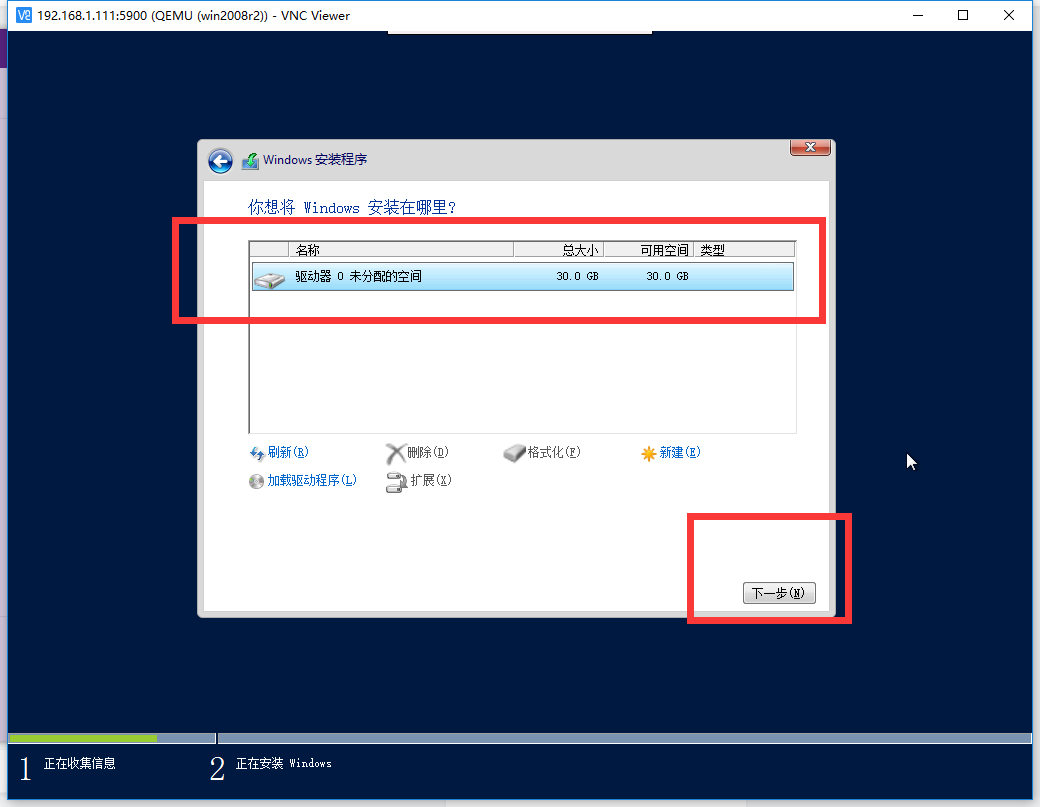 192.168.1.111:5900 (QEMU (win2008r2)) - VNC Viewer
Windows 安装程序
你想将 Windows 安装在哪里?
名称 总大小 可用空间 类型
驱动器 0 未分配的空间 30.0 GB 30.0 GB
刷新(R) 删除(D) 格式化(F) 新建(E)
加载驱动程序(L) 扩展(X)
下一步(N)
1 正在收集信息 2 正在安装 Windows